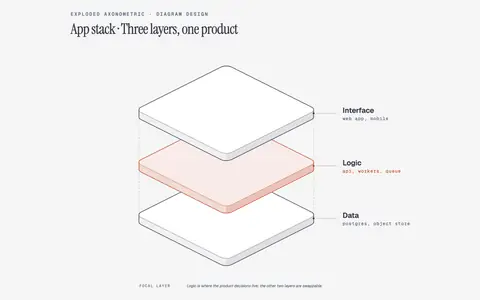 EXPLODED AXONOMETRIC · DIAGRAM DESIGN
App stack · Three layers, one product
Interface
web app, mobile
Logic
api, workers, queue
Data
postgres, object store
FOCAL LAYER
Logic is where the product decisions live; the other two layers are swappable.